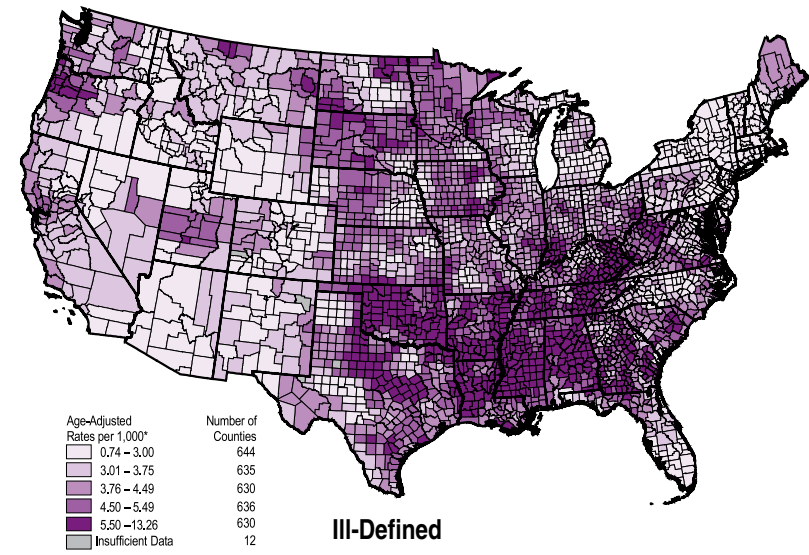 Age-Adjusted Number of
Rates per 1,000* Counties
0.74 – 3.00 644
3.01 – 3.75 635
3.76 – 4.49 630
4.50 – 5.49 636
5.50 –13.26 630
Insufficient Data 12
Ill-Defined